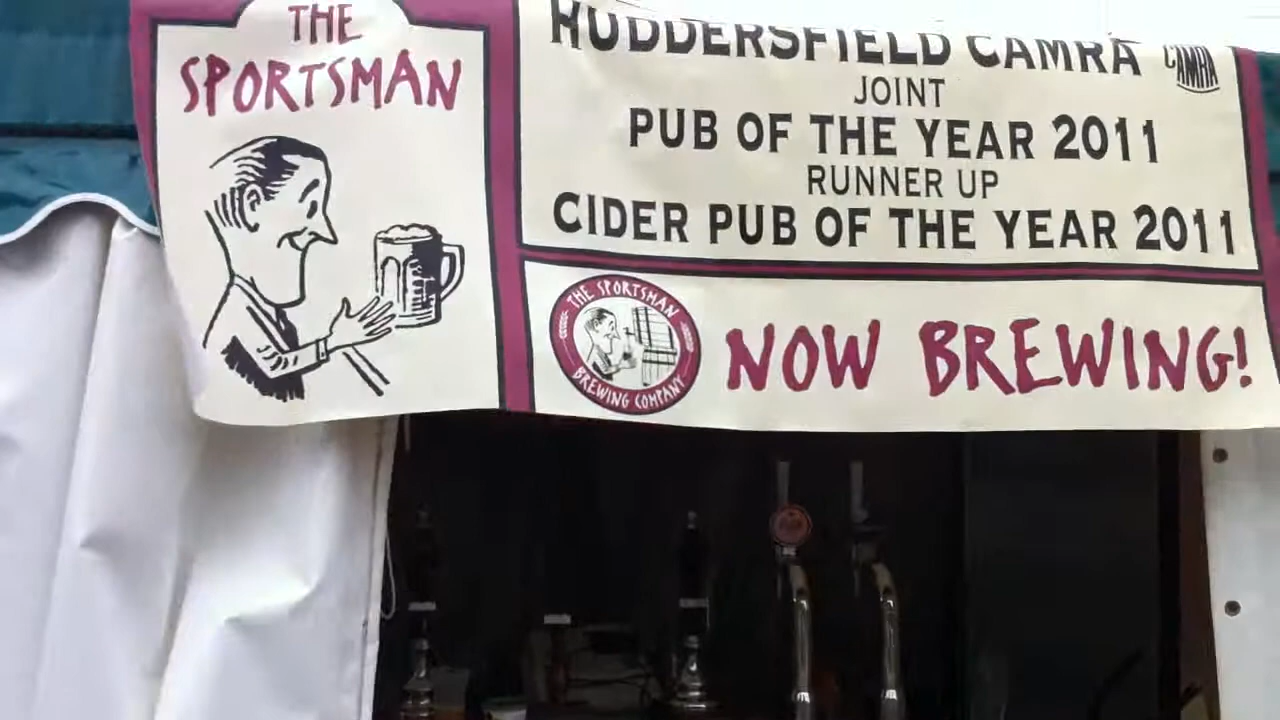 THE
SPORTSMAN
HUDDERSFIELD CAMRA
CAMRA
JOINT
PUB OF THE YEAR 2011
RUNNER UP
CIDER PUB OF THE YEAR 2011
THE SPORTSMAN
BREWING COMPANY
NOW BREWING!